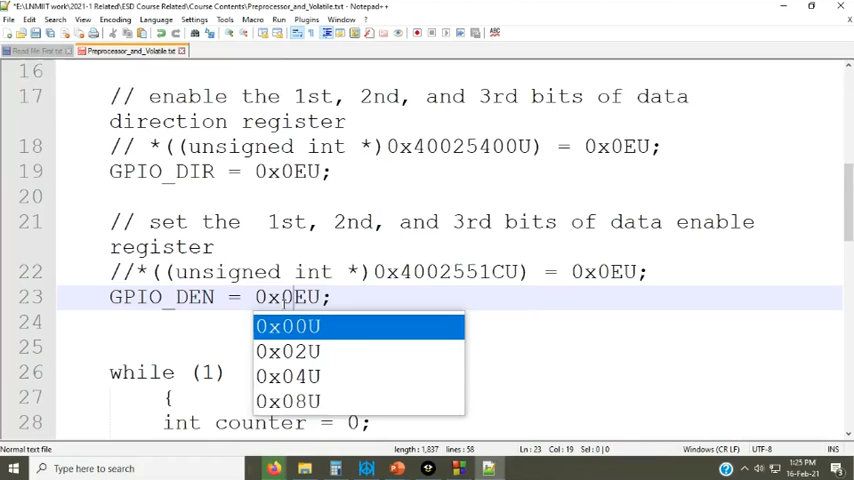 *E:\LNMIIT work\2021-1 Related\ESD Course Related\Course Contents\Preprocessor_and_Volatile.txt - Notepad++
File Edit Search View Encoding Language Settings Tools Macro Run Plugins Window ?
Read Me First.txt Preprocessor_and_Volatile.txt
16
17 // enable the 1st, 2nd, and 3rd bits of data
direction register
18 // *((unsigned int *)0x40025400U) = 0x0EU;
19 GPIO_DIR = 0x0EU;
20
21 // set the  1st, 2nd, and 3rd bits of data enable
register
22 //*((unsigned int *)0x4002551CU) = 0x0EU;
23 GPIO_DEN = 0x0EU;
0x00U
24
0x02U
25
0x04U
26 while (1)
0x08U
27 {
28 int counter = 0;
Normal text file length : 1,837 lines : 58 Ln : 23 Col : 19 Sel : 0 | 0 Windows (CR LF) UTF-8 INS
Type here to search
1:25 PM
16-Feb-21